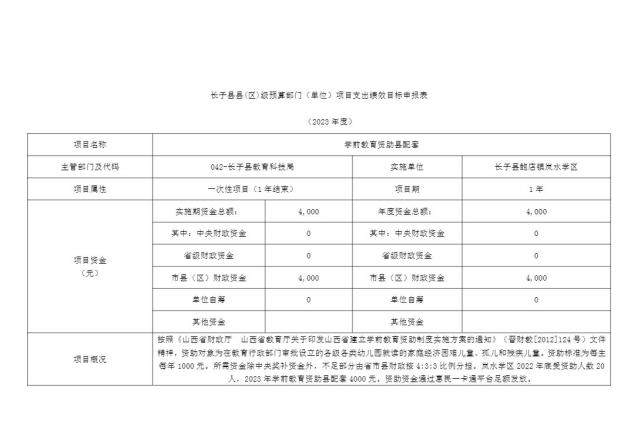 长子县县(区)级预算部门（单位）项目支出绩效目标申报表
（2023年度）
项目名称 学前教育资助县配套
主管部门及代码 042-长子县教育科技局 实施单位 长子县鲍店镇岚水学区
项目属性 一次性项目（1年结束） 项目期 1年
项目资金（元） 实施期资金总额： 4,000 年度资金总额： 4,000
其中：中央财政资金 0 其中：中央财政资金 0
省级财政资金 0 省级财政资金 0
市县（区）财政资金 4,000 市县（区）财政资金 4,000
单位自筹 0 单位自筹 0
其他资金 其他资金
项目概况
按照《山西省财政厅 山西省教育厅关于印发山西省建立学前教育资助制度实施方案的通知》（晋财教[2012]124号）文件
精神，资助对象为在教育行政部门审批设立的各级各类幼儿园就读的家庭经济困难儿童、孤儿和残疾儿童。资助标准为每生
每年1000元。所需资金除中央奖补资金外，不足部分由省市县财政按4:3:3比例分担。岚水学区2022年底受资助人数20
人，2023年学前教育资助县配套4000元。资助资金通过惠民一卡通平台足额发放。